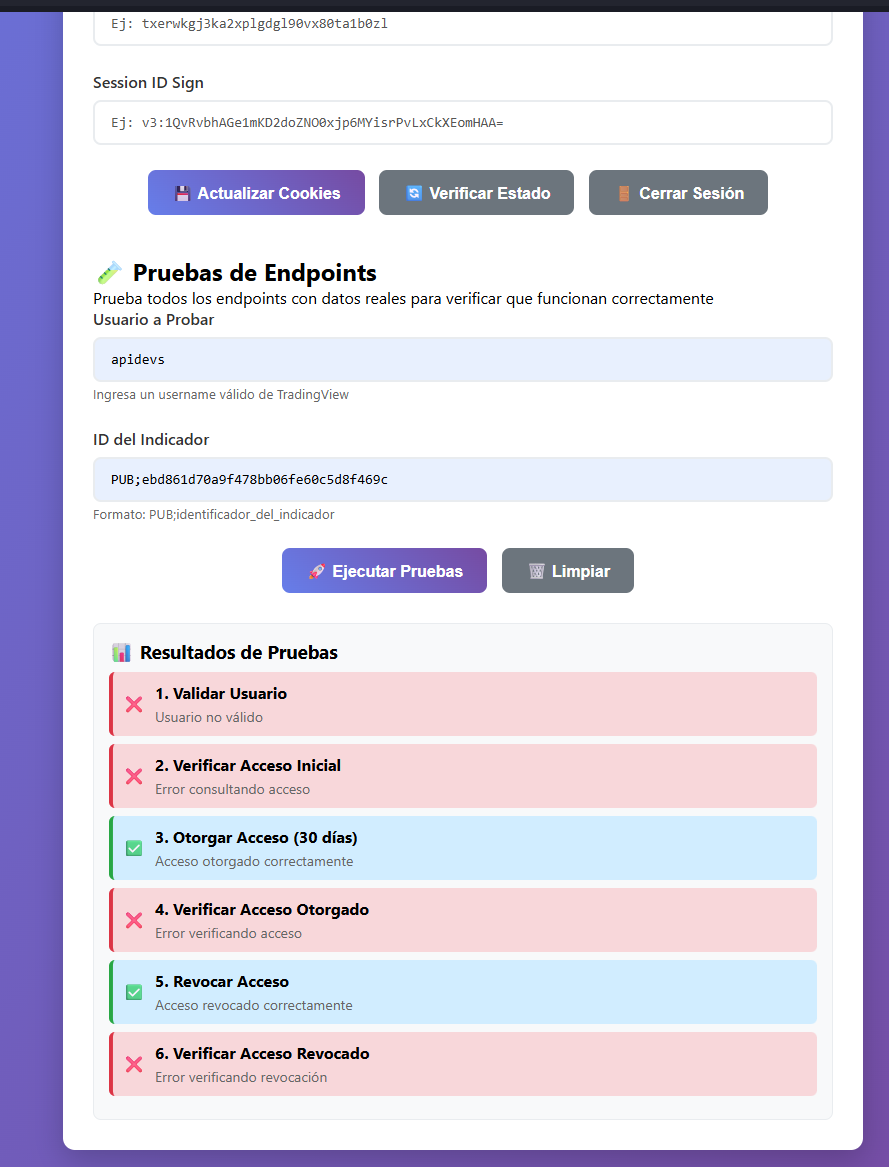 Ej: txerwkgj3ka2xplgdgl90vx80ta1b0zl
Session ID Sign
Ej: v3:1QvRvbhAGe1mKD2doZNO0xjp6MYisrPvLxCkXEomHAA=
Actualizar Cookies
Verificar Estado
Cerrar Sesión
Pruebas de Endpoints
Prueba todos los endpoints con datos reales para verificar que funcionan correctamente
Usuario a Probar
apidevs
Ingresa un username válido de TradingView
ID del Indicador
PUB;ebd861d70a9f478bb06fe60c5d8f469c
Formato: PUB;identificador_del_indicador
Ejecutar Pruebas
Limpiar
Resultados de Pruebas
1. Validar Usuario
Usuario no válido
2. Verificar Acceso Inicial
Error consultando acceso
3. Otorgar Acceso (30 días)
Acceso otorgado correctamente
4. Verificar Acceso Otorgado
Error verificando acceso
5. Revocar Acceso
Acceso revocado correctamente
6. Verificar Acceso Revocado
Error verificando revocación